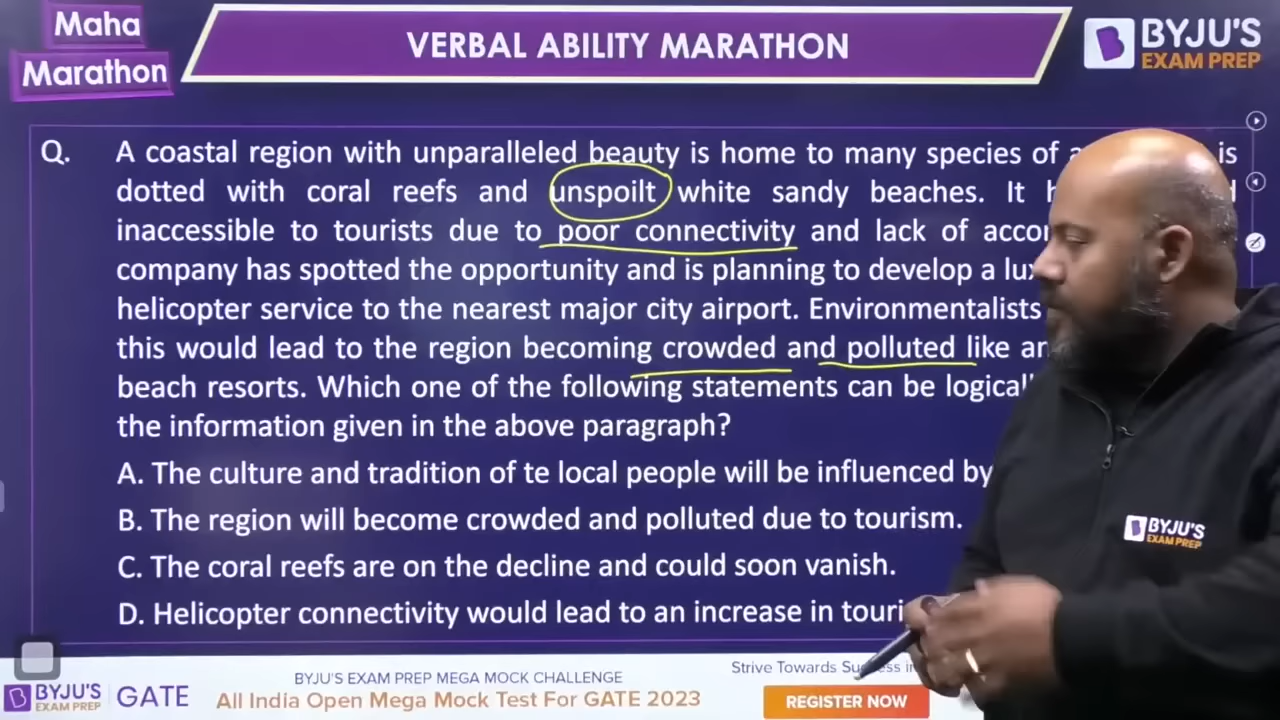 Maha
Marathon
VERBAL ABILITY MARATHON
BYJU'S
EXAM PREP
Q. A coastal region with unparalleled beauty is home to many species of is
dotted with coral reefs and unspoilt white sandy beaches. It
inaccessible to tourists due to poor connectivity and lack of
company has spotted the opportunity and is planning to develop a
helicopter service to the nearest major city airport. Environmentalists
this would lead to the region becoming crowded and polluted like
beach resorts. Which one of the following statements can be
the information given in the above paragraph?
A. The culture and tradition of te local people will be influenced by
B. The region will become crowded and polluted due to tourism.
C. The coral reefs are on the decline and could soon vanish.
D. Helicopter connectivity would lead to an increase in
BYJU'S
EXAM PREP
BYJU'S
EXAM PREP
GATE
BYJU'S EXAM PREP MEGA MOCK CHALLENGE
All India Open Mega Mock Test For GATE 2023
Strive Towards
REGISTER NOW